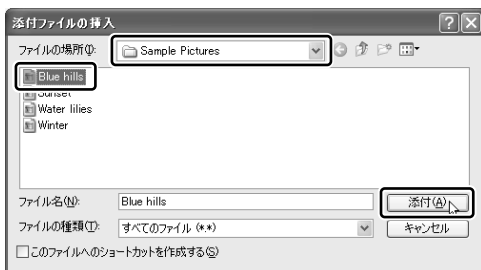 添付ファイルの挿入
ファイルの場所(I):
Sample Pictures
Blue hills
Sunset
Water lilies
Winter
ファイル名(N):
Blue hills
添付(A)
ファイルの種類(T):
すべてのファイル (*.*)
キャンセル
このファイルへのショートカットを作成する(S)